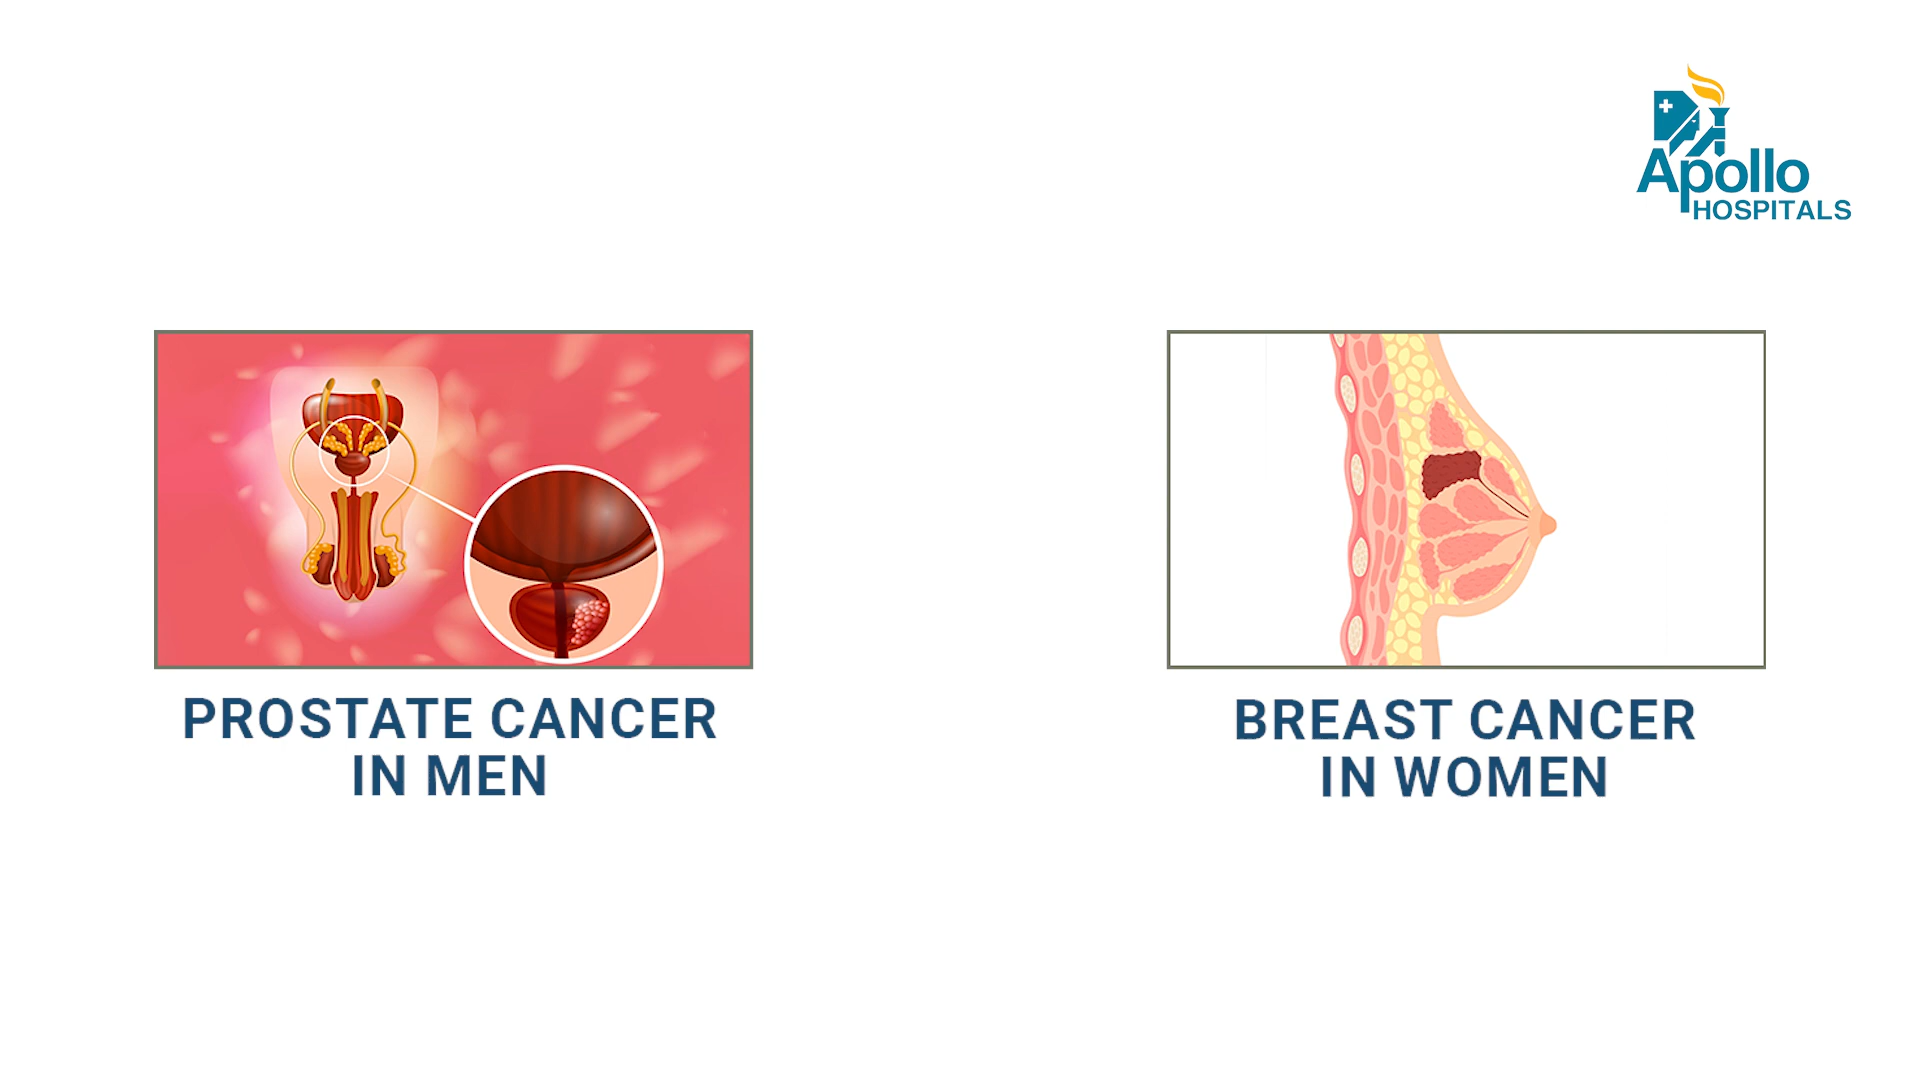 Apollo
HOSPITALS
PROSTATE CANCER
IN MEN
BREAST CANCER
IN WOMEN